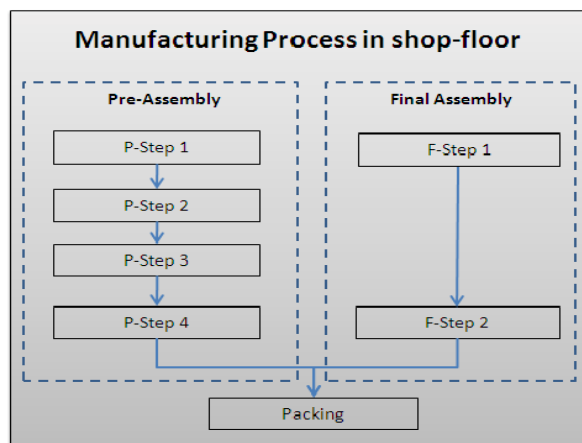 Manufacturing Process in shop-floor
Pre-Assembly
P-Step 1
P-Step 2
P-Step 3
P-Step 4
Final Assembly
F-Step 1
F-Step 2
Packing